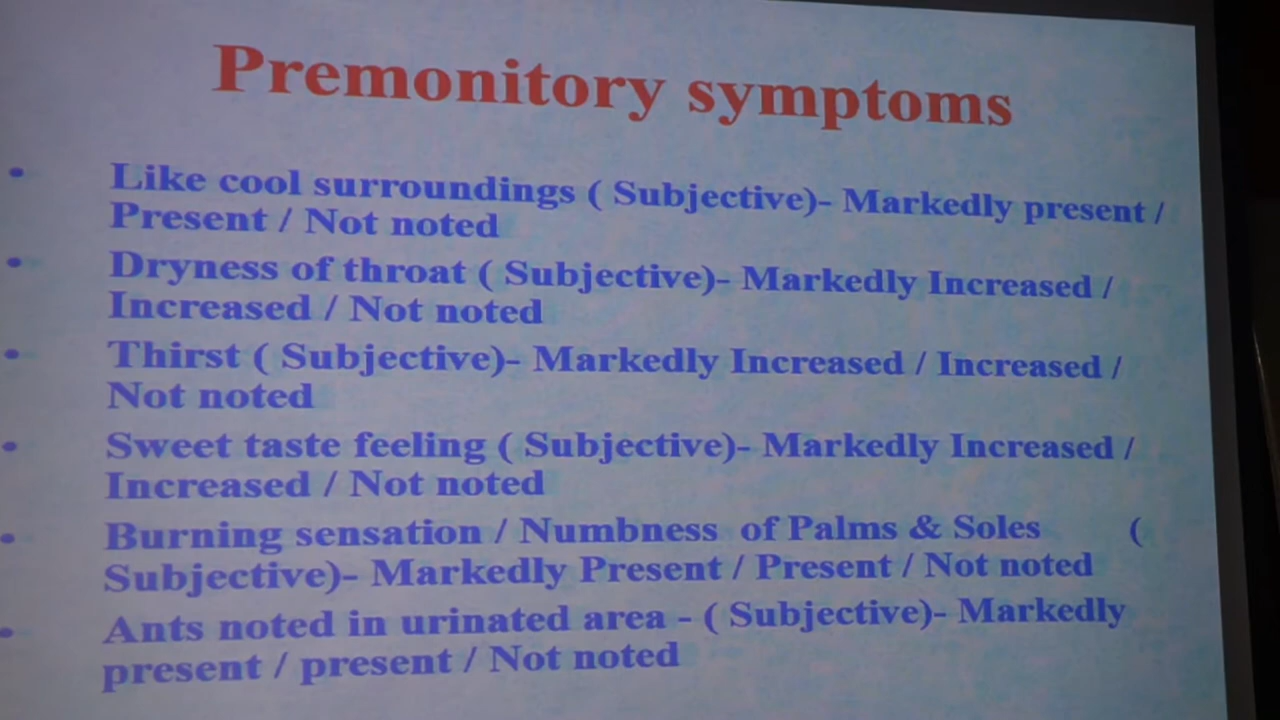 Premonitory symptoms
• Like cool surroundings ( Subjective)- Markedly present /
Present / Not noted
• Dryness of throat ( Subjective)- Markedly Increased /
Increased / Not noted
• Thirst ( Subjective)- Markedly Increased / Increased /
Not noted
• Sweet taste feeling ( Subjective)- Markedly Increased /
Increased / Not noted
• Burning sensation / Numbness of Palms & Soles (
Subjective)- Markedly Present / Present / Not noted
• Ants noted in urinated area - ( Subjective)- Markedly
present / present / Not noted